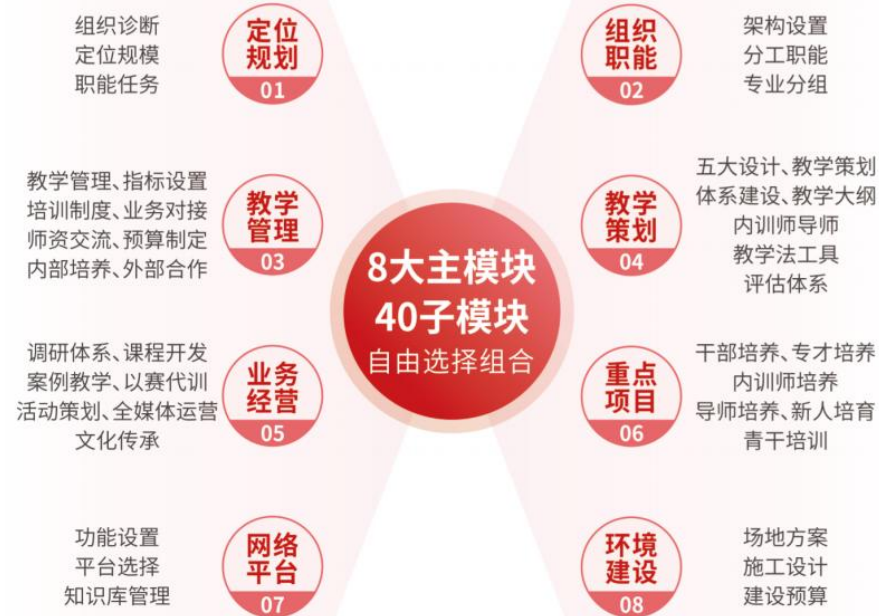 组织诊断
定位规模
职能任务
定位
规划
01
组织
职能
02
架构设置
分工职能
专业分组
教学管理、指标设置
培训制度、业务对接
师资交流、预算制定
内部培养、外部合作
教学
管理
03
8大主模块
40子模块
自由选择组合
教学
策划
04
五大设计、教学策划
体系建设、教学大纲
内训师导师
教学法工具
评估体系
调研体系、课程开发
案例教学、以赛代训
活动策划、全媒体运营
文化传承
业务
经营
05
重点
项目
06
干部培养、专才培养
内训师培养
导师培养、新人培育
青干培训
功能设置
平台选择
知识库管理
网络
平台
07
环境
建设
08
场地方案
施工设计
建设预算